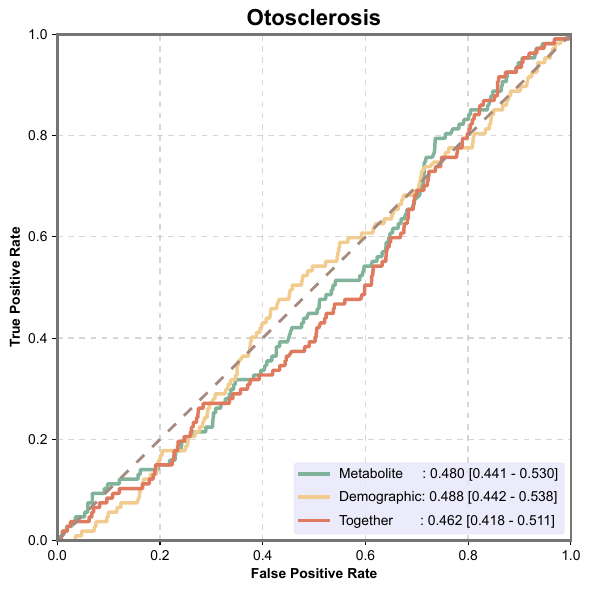 Otosclerosis
True Positive Rate
1.0
0.8
0.6
0.4
0.2
0.0
Metabolite : 0.480 [0.441 - 0.530]
Demographic: 0.488 [0.442 - 0.538]
Together : 0.462 [0.418 - 0.511]
0.0 0.2 0.4 0.6 0.8 1.0
False Positive Rate